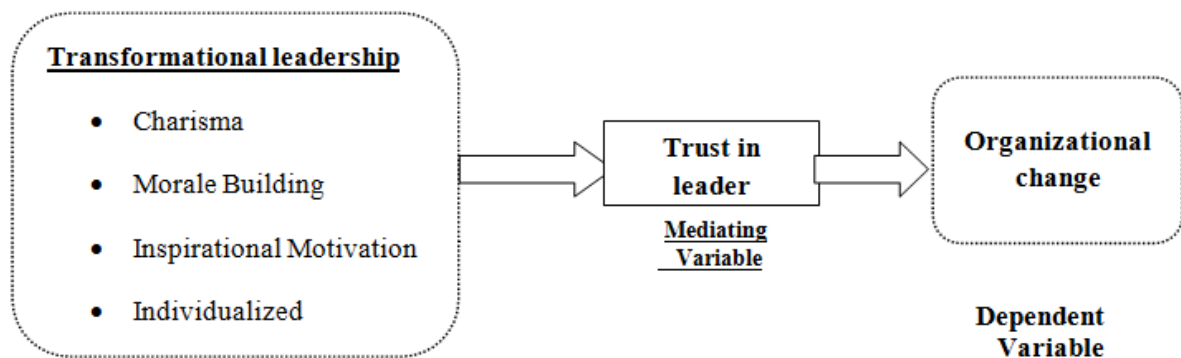 Transformational leadership
• Charisma
• Morale Building
• Inspirational Motivation
• Individualized
Trust in
leader
Mediating
Variable
Organizational
change
Dependent
Variable